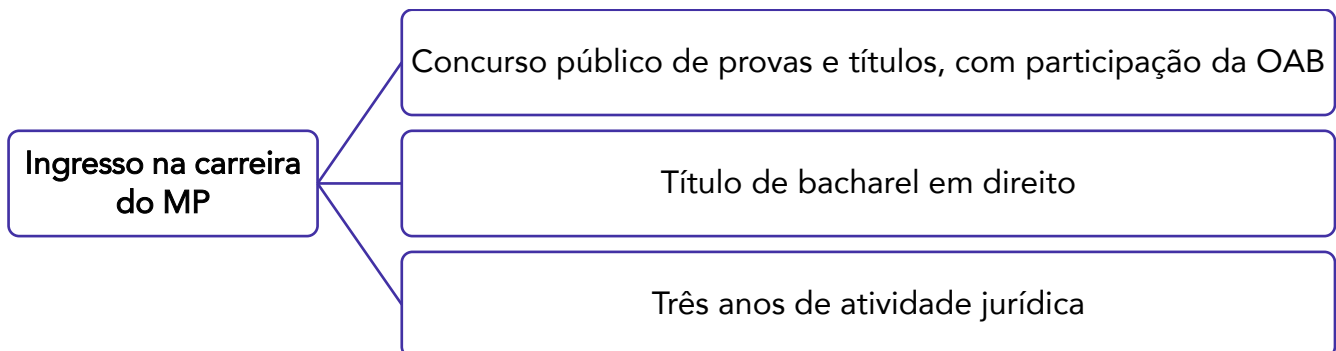 Concurso público de provas e títulos, com participação da OAB
Ingresso na carreira
do MP
Título de bacharel em direito
Três anos de atividade jurídica